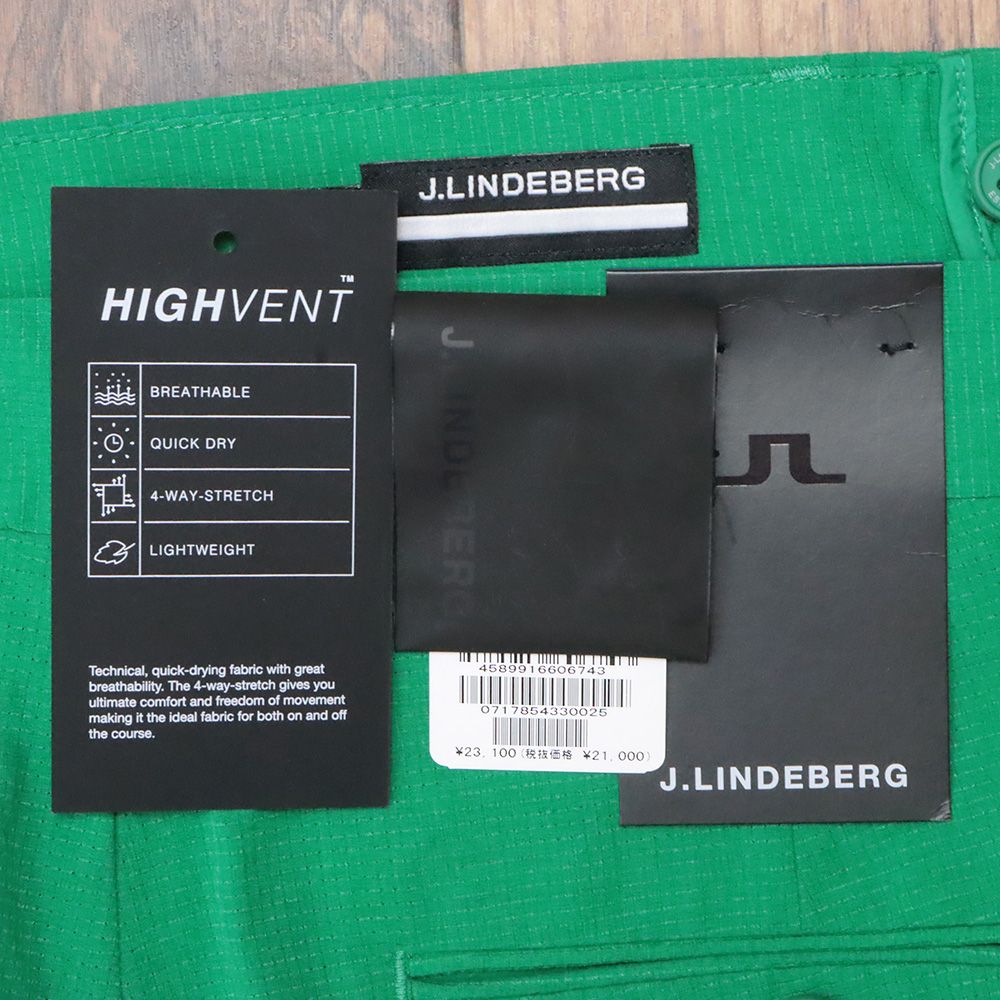 J.LINDEBERG
HIGHVENT™
BREATHABLE
QUICK DRY
4-WAY-STRETCH
LIGHTWEIGHT
Technical, quick-drying fabric with great
breathability. The 4-way-stretch gives you
ultimate comfort and freedom of movement
making it the ideal fabric for both on and off
the course.
J.LINDEBERG
4589916606743
0717854330025
¥23,100(税抜価格 ¥21,000)
J.LINDEBERG